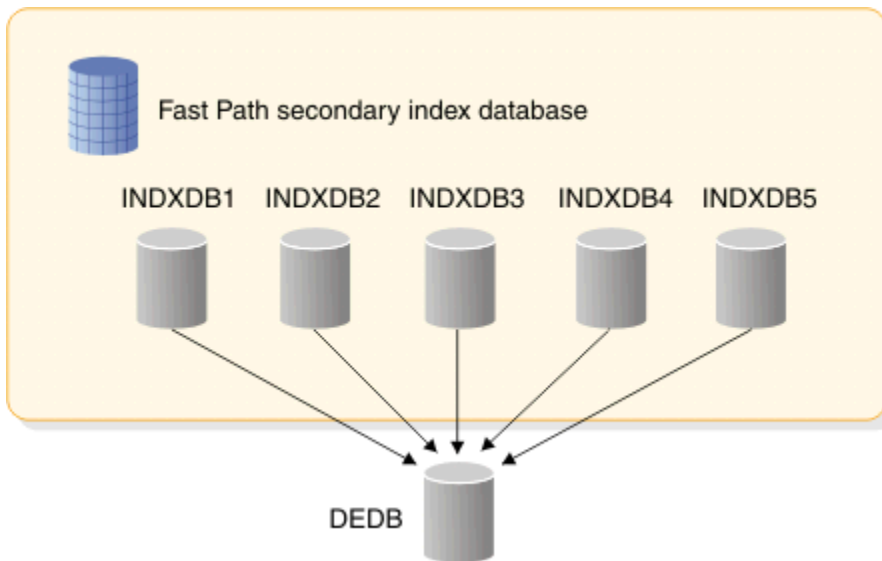 Fast Path secondary index database
INDXDB1 INDXDB2 INDXDB3 INDXDB4 INDXDB5
DEDB